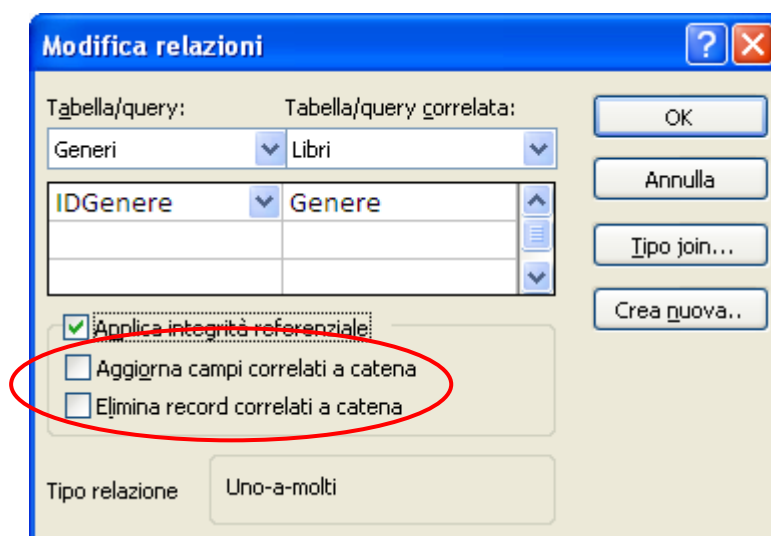 Modifica relazioni
Tabella/query: Tabella/query correlata:
OK
Generi Libri
Annulla
IDGenere Genere
Tipo join...
Crea nuova..
Applica integrità referenziale
Aggiorna campi correlati a catena
Elimina record correlati a catena
Tipo relazione Uno-a-molti